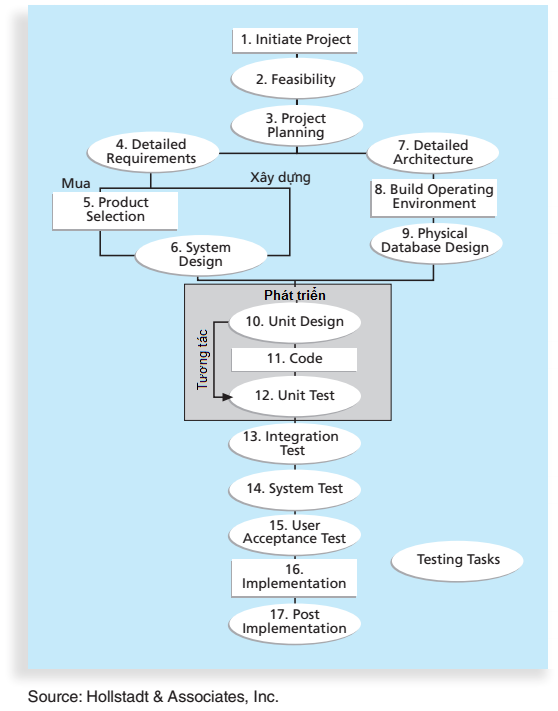 1. Initiate Project
2. Feasibility
3. Project
Planning
4. Detailed
Requirements
7. Detailed
Architecture
Mua
Xây dựng
5. Product
Selection
8. Build Operating
Environment
6. System
Design
9. Physical
Database Design
Phát triển
10. Unit Design
Tương tác
11. Code
12. Unit Test
13. Integration
Test
14. System Test
15. User
Acceptance Test
Testing Tasks
16.
Implementation
17. Post
Implementation
Source: Hollstadt & Associates, Inc.